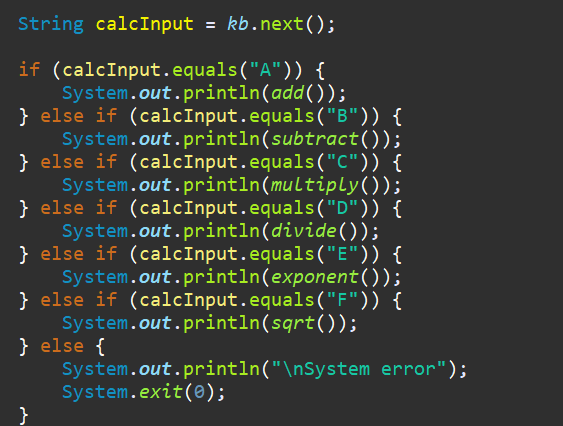 String calcInput = kb.next();

if (calcInput.equals("A")) {
    System.out.println(add());
} else if (calcInput.equals("B")) {
    System.out.println(subtract());
} else if (calcInput.equals("C")) {
    System.out.println(multiply());
} else if (calcInput.equals("D")) {
    System.out.println(divide());
} else if (calcInput.equals("E")) {
    System.out.println(exponent());
} else if (calcInput.equals("F")) {
    System.out.println(sqrt());
} else {
    System.out.println("\nSystem error");
    System.exit(0);
}